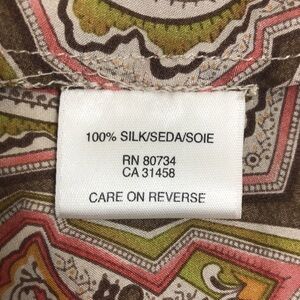 100% SILK/SEDA/SOIE
RN 80734
CA 31458
CARE ON REVERSE